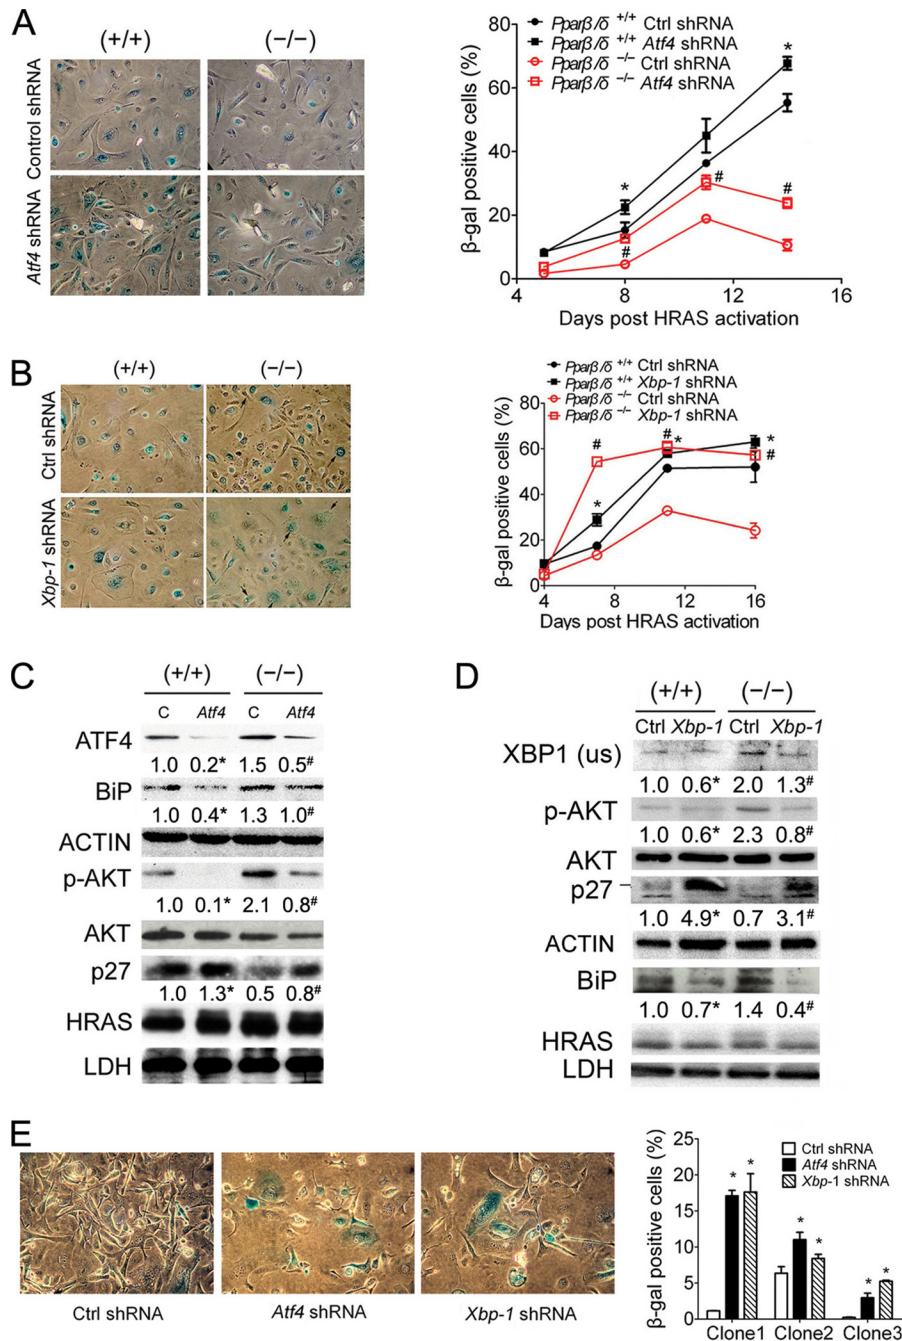 A
(+/+) (−/−)
Control shRNA
Atf4 shRNA
β-gal positive cells (%)
Pparβ/δ +/+ Ctrl shRNA
Pparβ/δ +/+ Atf4 shRNA
Pparβ/δ −/− Ctrl shRNA
Pparβ/δ −/− Atf4 shRNA
80
60
40
20
0
* * # # #
4 8 12 16
Days post HRAS activation
B
(+/+) (−/−)
Ctrl shRNA
Xbp-1 shRNA
β-gal positive cells (%)
Pparβ/δ +/+ Ctrl shRNA
Pparβ/δ +/+ Xbp-1 shRNA
Pparβ/δ −/− Ctrl shRNA
Pparβ/δ −/− Xbp-1 shRNA
80
60
40
20
0
# * # * * #
4 8 12 16
Days post HRAS activation
C
(+/+) (−/−)
C Atf4 C Atf4
ATF4
1.0 0.2* 1.5 0.5#
BiP
1.0 0.4* 1.3 1.0#
ACTIN
p-AKT
1.0 0.1* 2.1 0.8#
AKT
p27
1.0 1.3* 0.5 0.8#
HRAS
LDH
D
(+/+) (−/−)
Ctrl Xbp-1 Ctrl Xbp-1
XBP1 (us)
1.0 0.6* 2.0 1.3#
p-AKT
1.0 0.6* 2.3 0.8#
AKT
p27
1.0 4.9* 0.7 3.1#
ACTIN
BiP
1.0 0.7* 1.4 0.4#
HRAS
LDH
E
Ctrl shRNA Atf4 shRNA Xbp-1 shRNA
β-gal positive cells (%)
25
20
15
10
5
0
Ctrl shRNA
Atf4 shRNA
Xbp-1 shRNA
* * * * * *
Clone1 Clone2 Clone3